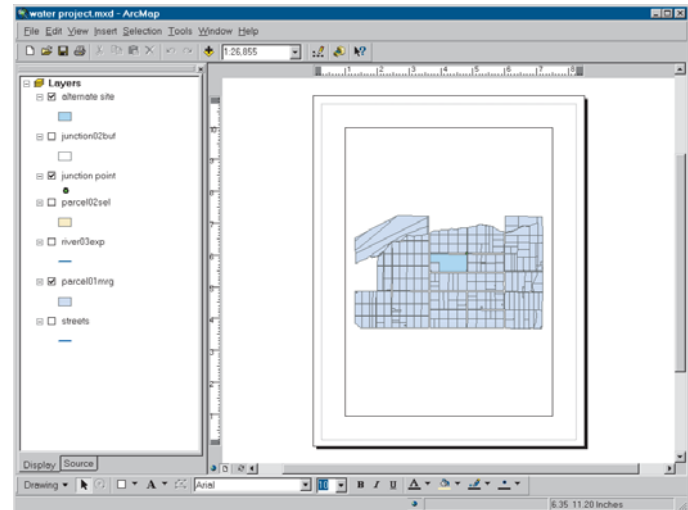 water project.mxd - ArcMap
File Edit View Insert Selection Tools Window Help
1:26,855
Layers
alternate site
junction02buf
junction point
parcel02sel
river03exp
parcel01mrg
streets
Display Source
Drawing A Arial 10 B I U A
6.35 11.20 Inches